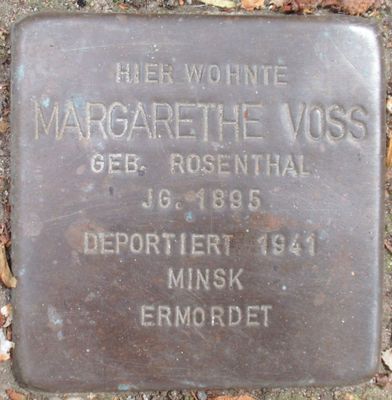 HIER WOHNTE
MARGARETHE VOSS
GEB. ROSENTHAL
JG. 1895
DEPORTIERT 1941
MINSK
ERMORDET